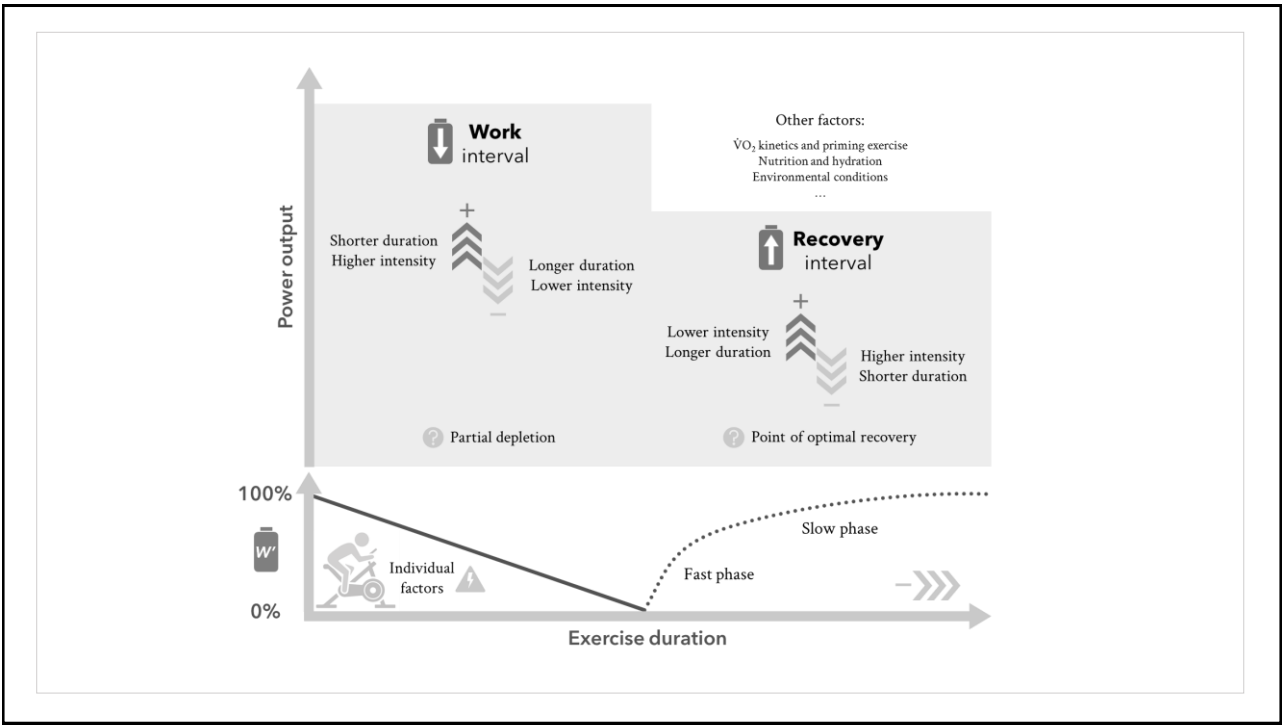 Work
interval
Other factors:
V̇O₂ kinetics and priming exercise
Nutrition and hydration
Environmental conditions
...
Power output
+
Shorter duration
Higher intensity
Longer duration
Lower intensity
−
Recovery
interval
+
Lower intensity
Longer duration
Higher intensity
Shorter duration
−
? Partial depletion
? Point of optimal recovery
100%
W'
0%
Individual
factors
Fast phase
Slow phase
−
Exercise duration